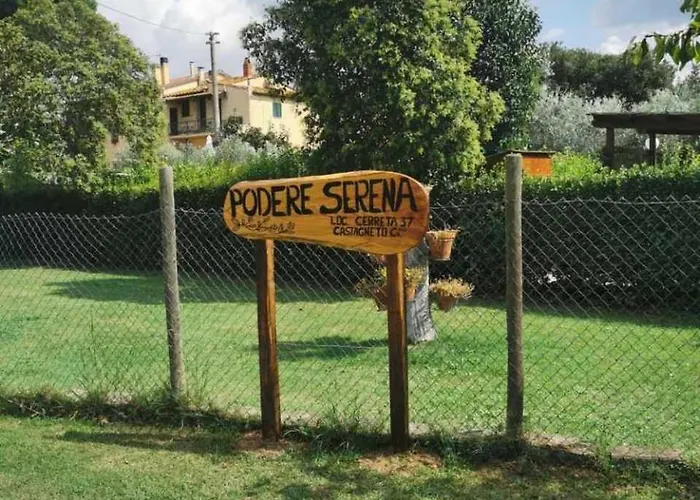 PODERE SERENA
LOC CERRETA 37
CASTAGNETO C.